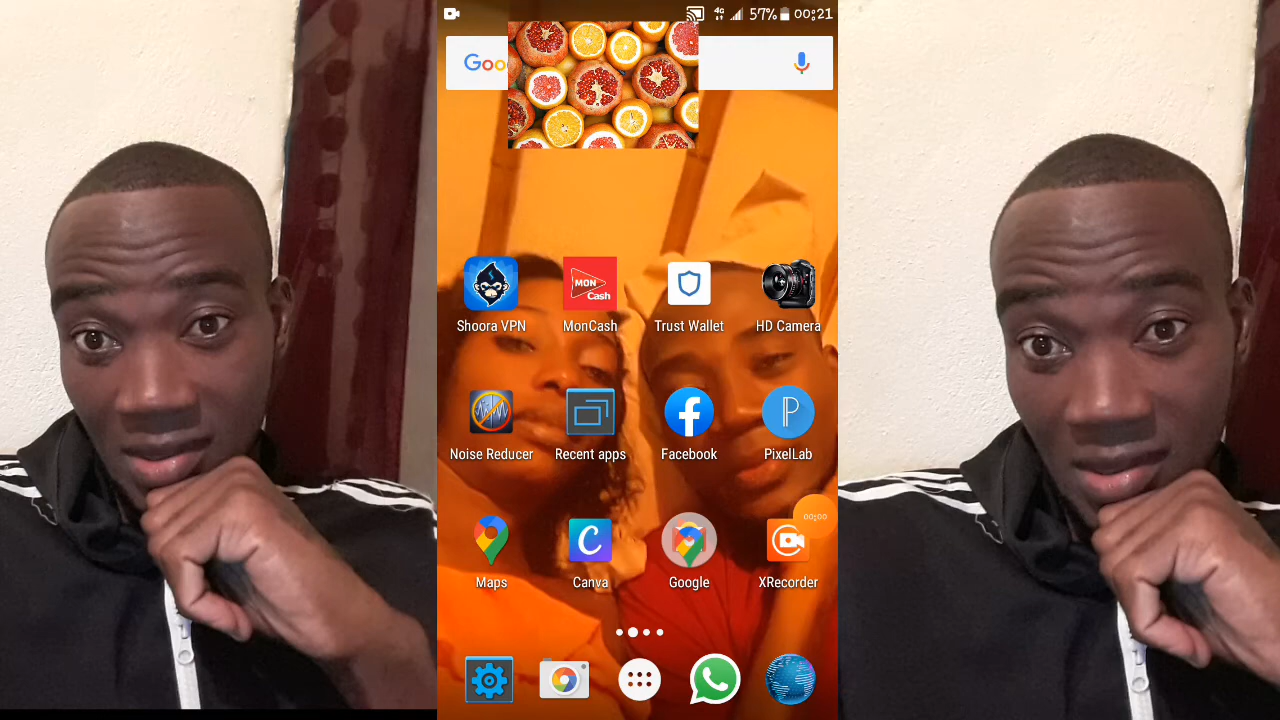 4G 57% 00:21
Goo
Shoora VPN MonCash Trust Wallet HD Camera
MON
Cash
Noise Reducer Recent apps Facebook PixelLab
00:00
Maps Canva Google XRecorder